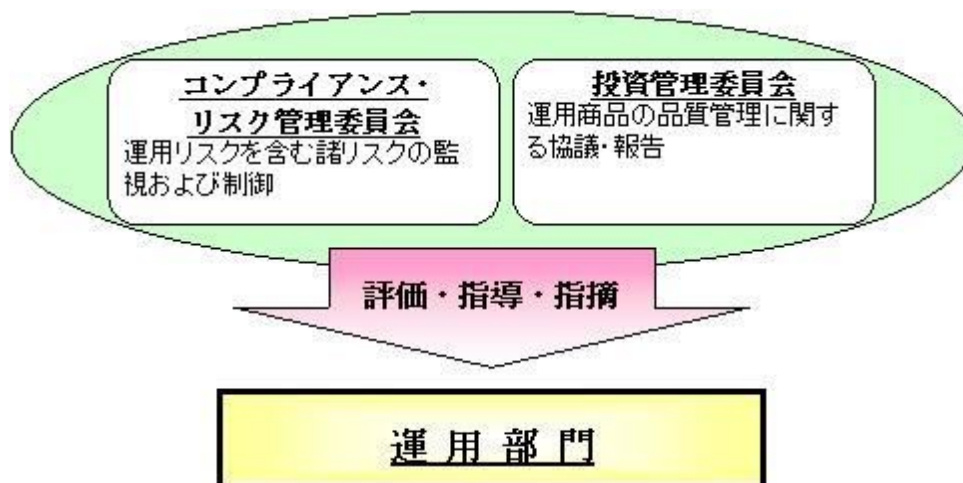 コンプライアンス・
リスク管理委員会
運用リスクを含む諸リスクの監
視および制御
投資管理委員会
運用商品の品質管理に関す
る協議・報告
評価・指導・指摘
運用部門